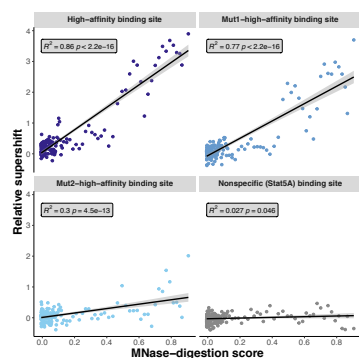 High−affinity binding site
Mut1−high−affinity binding site
R² = 0.86 p < 2.2e−16
R² = 0.77 p < 2.2e−16
4
3
2
1
0
Mut2−high−affinity binding site
Nonspecific (Stat5A) binding site
R² = 0.3 p = 4.5e−13
R² = 0.027 p = 0.046
4
3
2
1
0
Relative supershift
0.0 0.2 0.4 0.6 0.8
0.0 0.2 0.4 0.6 0.8
MNase−digestion score